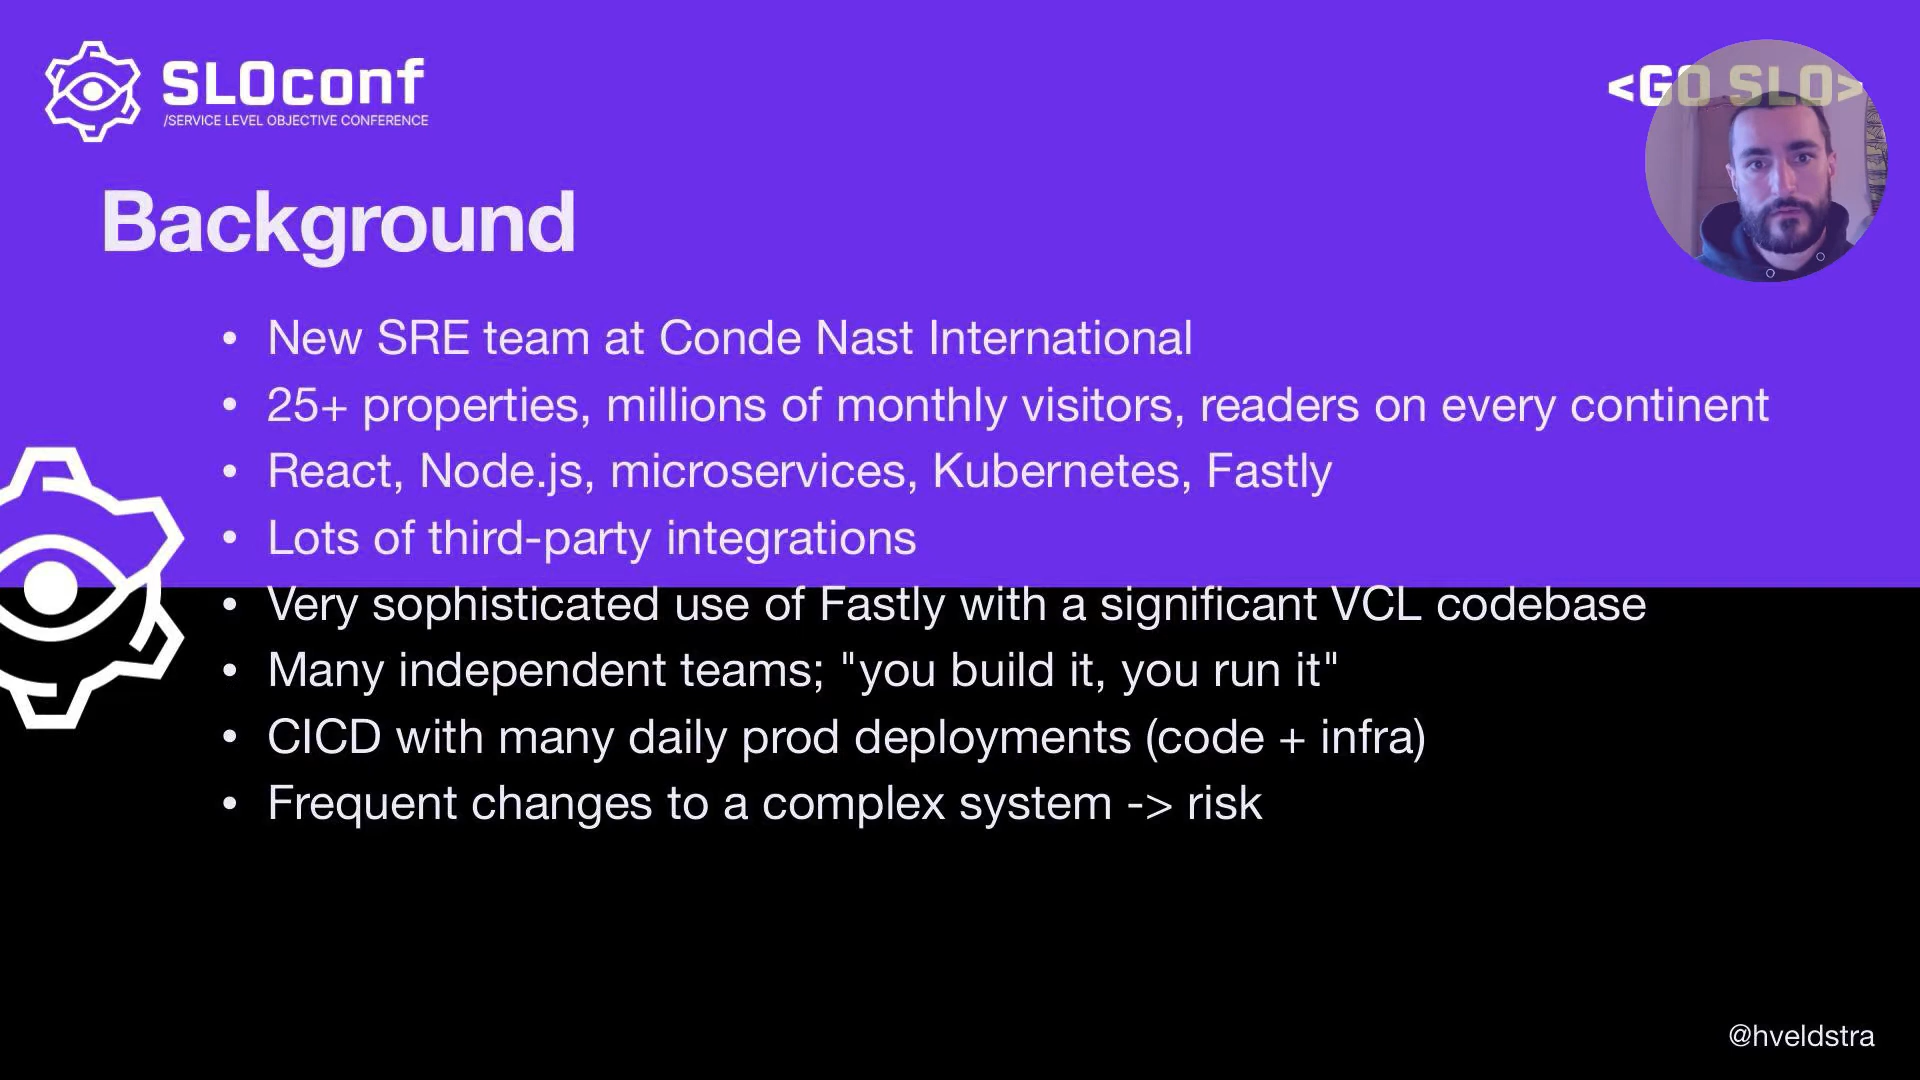 SLOconf
/SERVICE LEVEL OBJECTIVE CONFERENCE
<GO SLO>
Background
• New SRE team at Conde Nast International
• 25+ properties, millions of monthly visitors, readers on every continent
• React, Node.js, microservices, Kubernetes, Fastly
• Lots of third-party integrations
• Very sophisticated use of Fastly with a significant VCL codebase
• Many independent teams; "you build it, you run it"
• CICD with many daily prod deployments (code + infra)
• Frequent changes to a complex system -> risk
@hveldstra